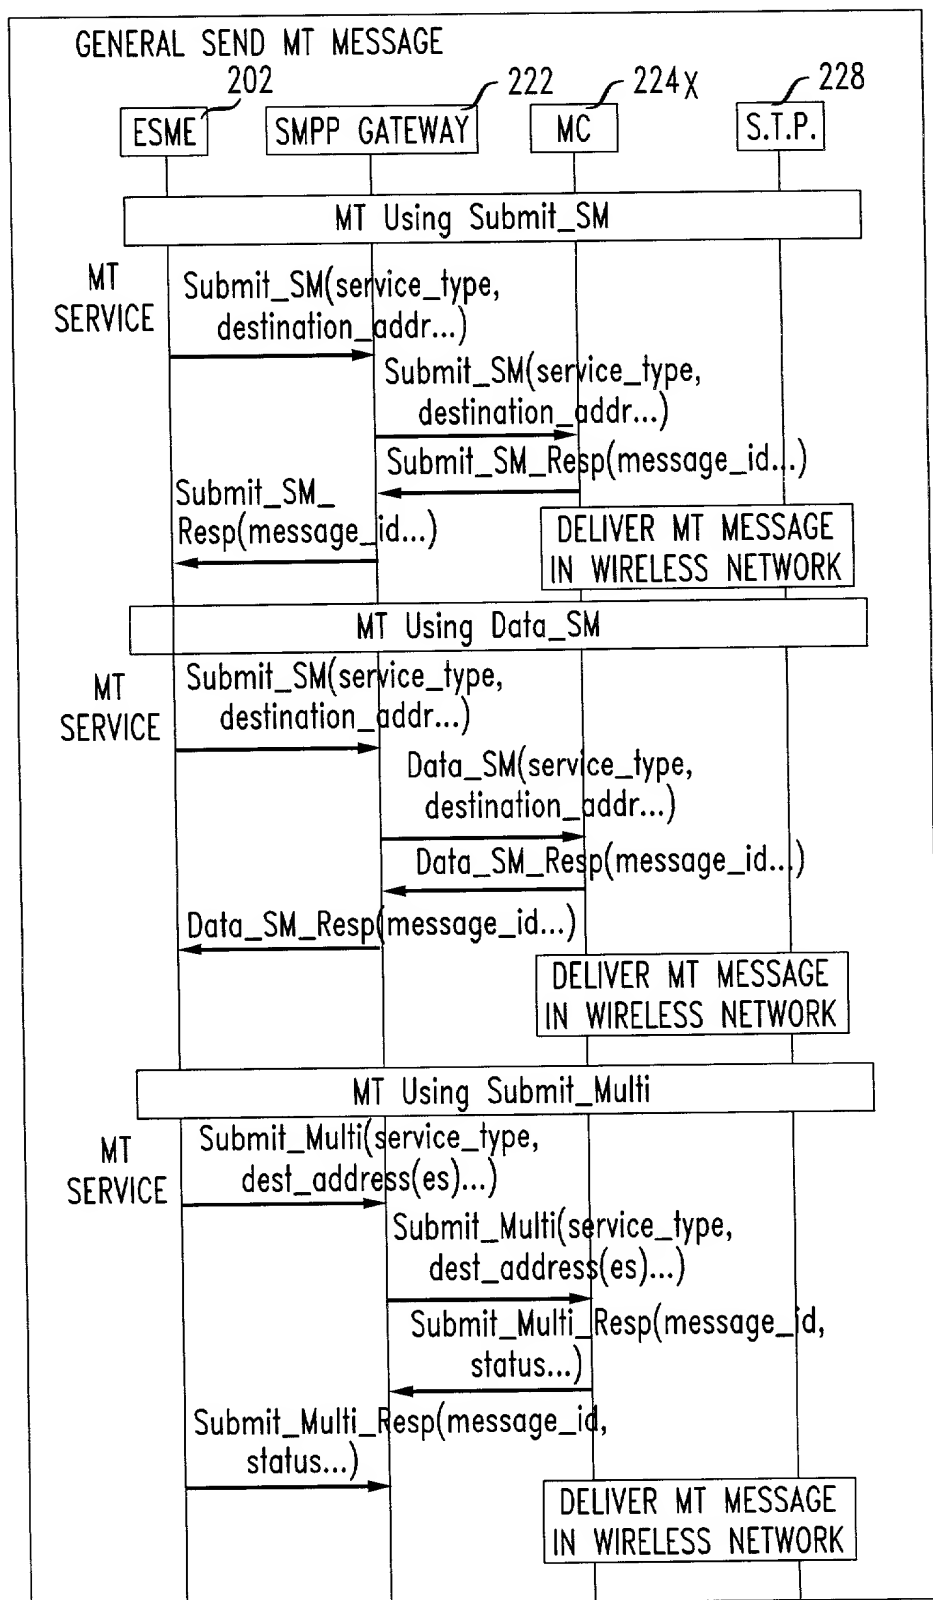 GENERAL SEND MT MESSAGE
202
222
224X
228
ESME
SMPP GATEWAY
MC
S.T.P.
MT Using Submit_SM
MT
SERVICE
Submit_SM(service_type,
destination_addr...)
Submit_SM(service_type,
destination_addr...)
Submit_SM_Resp(message_id...)
Submit_SM_
Resp(message_id...)
DELIVER MT MESSAGE
IN WIRELESS NETWORK
MT Using Data_SM
MT
SERVICE
Submit_SM(service_type,
destination_addr...)
Data_SM(service_type,
destination_addr...)
Data_SM_Resp(message_id...)
Data_SM_Resp(message_id...)
DELIVER MT MESSAGE
IN WIRELESS NETWORK
MT Using Submit_Multi
MT
SERVICE
Submit_Multi(service_type,
dest_address(es)...)
Submit_Multi(service_type,
dest_address(es)...)
Submit_Multi_Resp(message_id,
status...)
Submit_Multi_Resp(message_id,
status...)
DELIVER MT MESSAGE
IN WIRELESS NETWORK